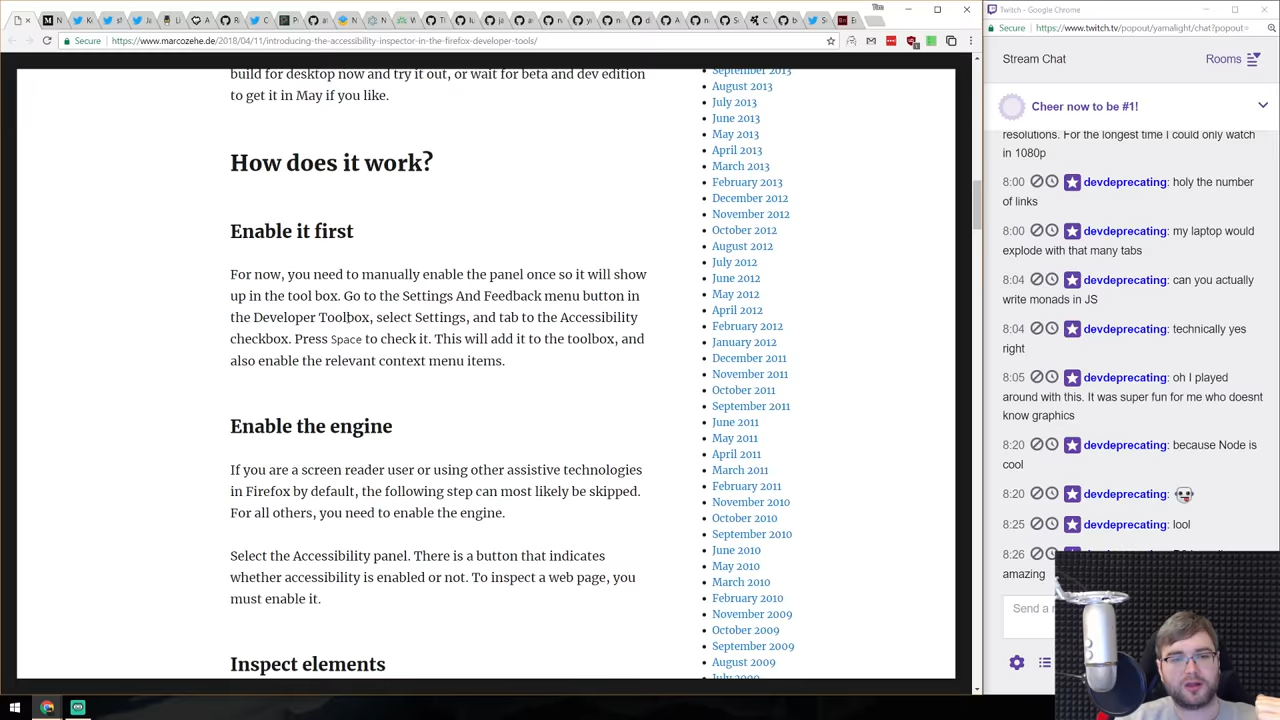 Tim
Twitch - Google Chrome
Secure
https://www.marcozehe.de/2018/04/11/introducing-the-accessibility-inspector-in-the-firefox-developer-tools/
Secure
https://www.twitch.tv/popout/yamalight/chat?popout=
build for desktop now and try it out, or wait for beta and dev edition
to get it in May if you like.
How does it work?
Enable it first
For now, you need to manually enable the panel once so it will show
up in the tool box. Go to the Settings And Feedback menu button in
the Developer Toolbox, select Settings, and tab to the Accessibility
checkbox. Press Space to check it. This will add it to the toolbox, and
also enable the relevant context menu items.
Enable the engine
If you are a screen reader user or using other assistive technologies
in Firefox by default, the following step can most likely be skipped.
For all others, you need to enable the engine.
Select the Accessibility panel. There is a button that indicates
whether accessibility is enabled or not. To inspect a web page, you
must enable it.
Inspect elements
September 2013
August 2013
July 2013
June 2013
May 2013
April 2013
March 2013
February 2013
December 2012
November 2012
October 2012
August 2012
July 2012
June 2012
May 2012
April 2012
February 2012
January 2012
December 2011
November 2011
October 2011
September 2011
June 2011
May 2011
April 2011
March 2011
February 2011
November 2010
October 2010
September 2010
June 2010
May 2010
March 2010
February 2010
November 2009
October 2009
September 2009
August 2009
July 2009
Stream Chat
Rooms
Cheer now to be #1!
resolutions. For the longest time I could only watch
in 1080p
8:00 devdeprecating: holy the number
of links
8:00 devdeprecating: my laptop would
explode with that many tabs
8:04 devdeprecating: can you actually
write monads in JS
8:04 devdeprecating: technically yes
right
8:05 devdeprecating: oh I played
around with this. It was super fun for me who doesnt
know graphics
8:20 devdeprecating: because Node is
cool
8:20 devdeprecating:
8:25 devdeprecating: lool
8:26
amazing
Send a